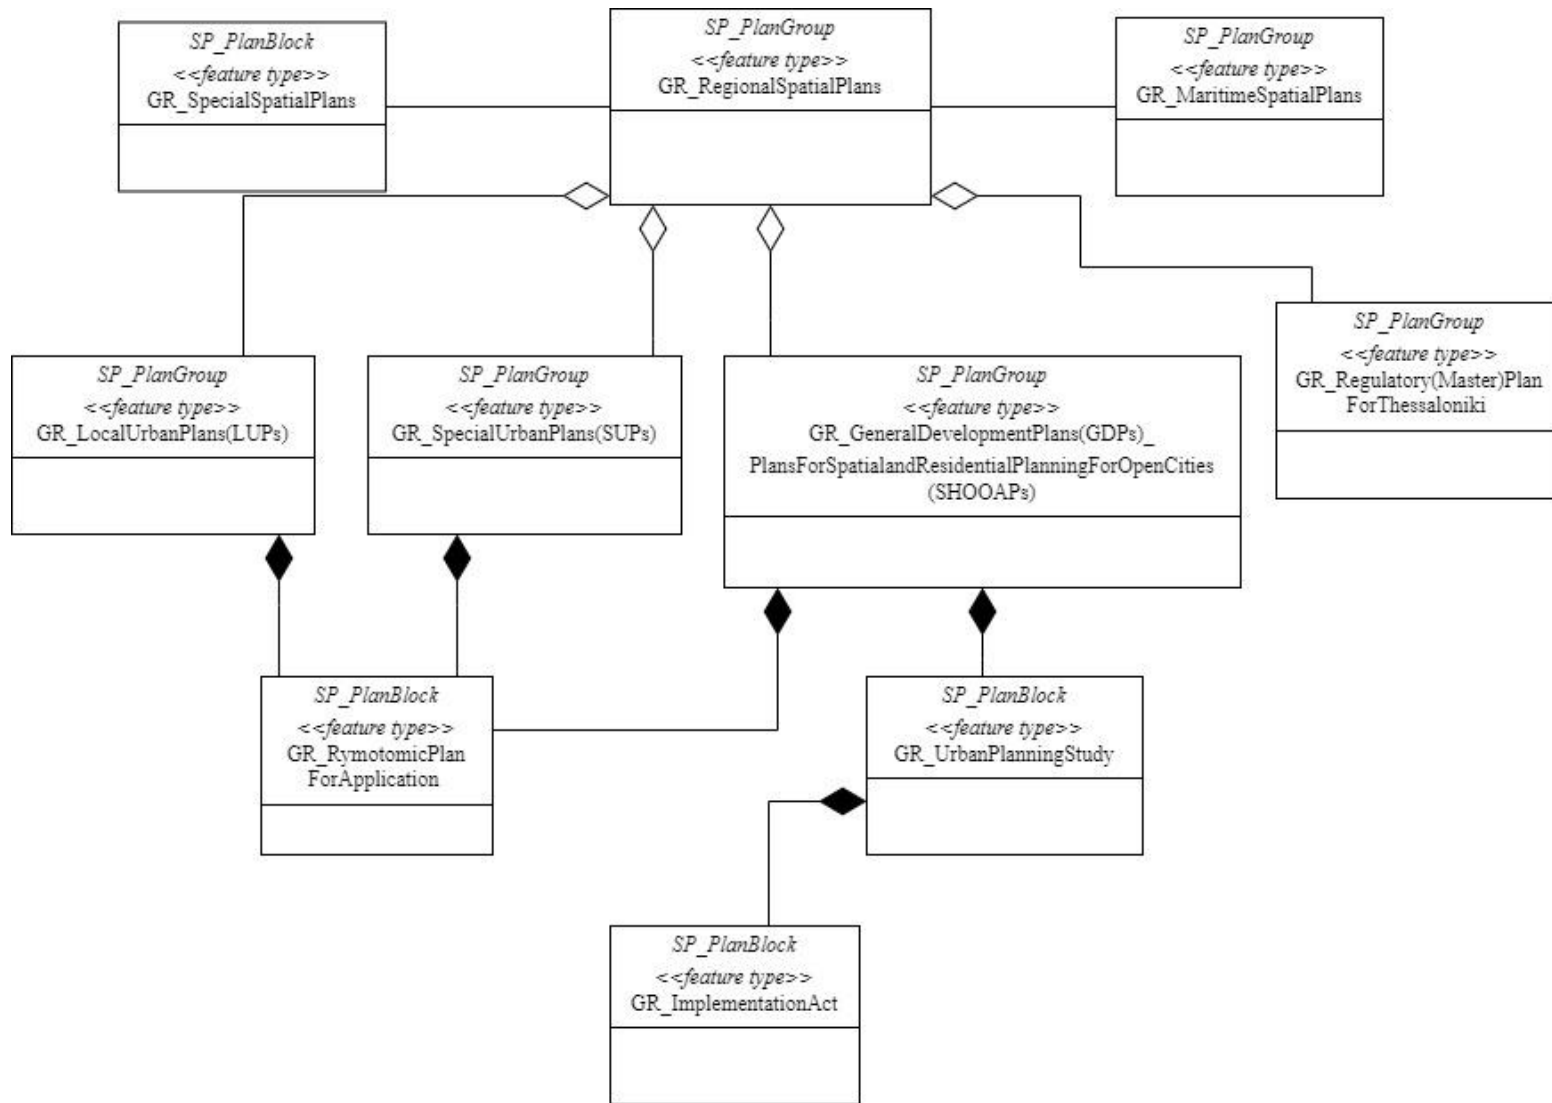 SP_PlanBlock
<<feature type>>
GR_SpecialSpatialPlans
SP_PlanGroup
<<feature type>>
GR_RegionalSpatialPlans
SP_PlanGroup
<<feature type>>
GR_MaritimeSpatialPlans
SP_PlanGroup
<<feature type>>
GR_LocalUrbanPlans(LUPs)
SP_PlanGroup
<<feature type>>
GR_SpecialUrbanPlans(SUPs)
SP_PlanGroup
<<feature type>>
GR_GeneralDevelopmentPlans(GDPs)_
PlansForSpatialandResidentialPlanningForOpenCities
(SHOOAPs)
SP_PlanGroup
<<feature type>>
GR_Regulatory(Master)Plan
ForThessaloniki
SP_PlanBlock
<<feature type>>
GR_RymotomicPlan
ForApplication
SP_PlanBlock
<<feature type>>
GR_UrbanPlanningStudy
SP_PlanBlock
<<feature type>>
GR_ImplementationAct